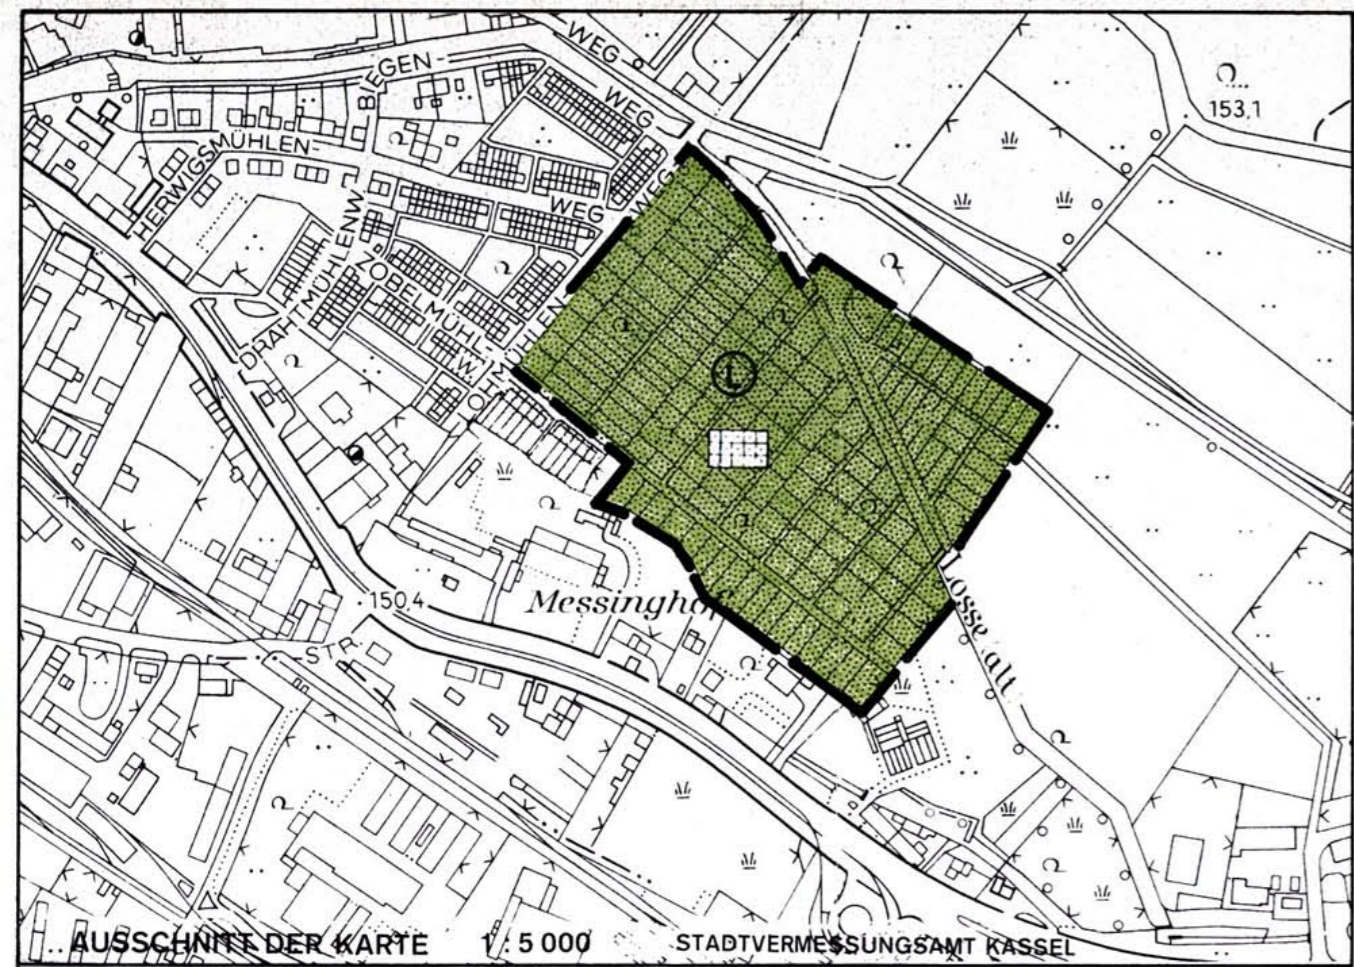 WEG
BIEGEN-
WEG
153,1
HERWIGSMÜHLEN-
WEG
WEG
DRAHTMÜHLENW.
ZOBELMÜHL.
W.
OHMÜHLEN
L
150,4
Messinghof
Losse (alt
STR.
AUSSCHNITT DER KARTE 1 : 5 000 STADTVERMESSUNGSAMT KASSEL